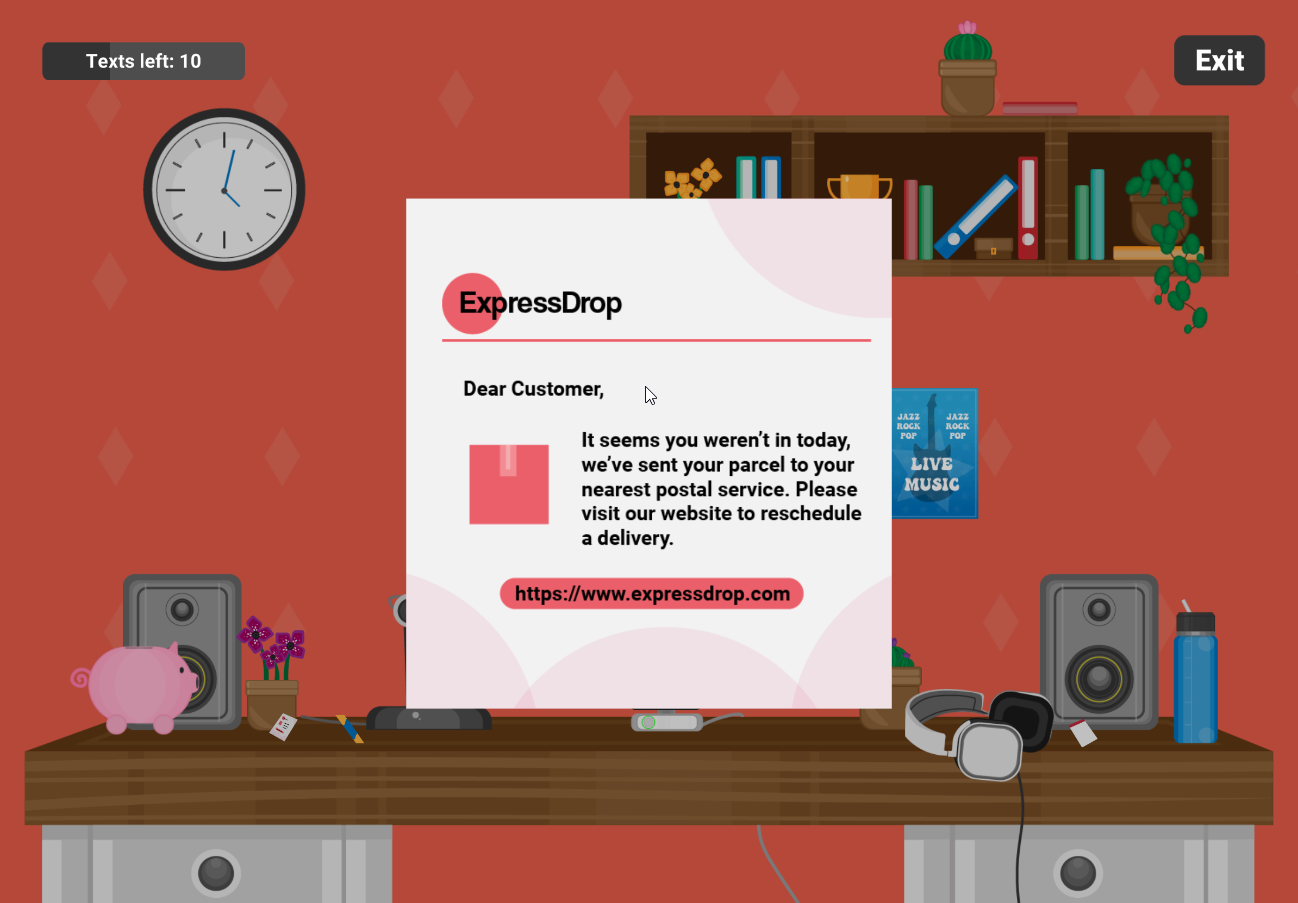 Texts left: 10
Exit
ExpressDrop
Dear Customer,
It seems you weren’t in today,
we’ve sent your parcel to your
nearest postal service. Please
visit our website to reschedule
a delivery.
https://www.expressdrop.com
JAZZ
ROCK
POP
JAZZ
ROCK
POP
LIVE
MUSIC